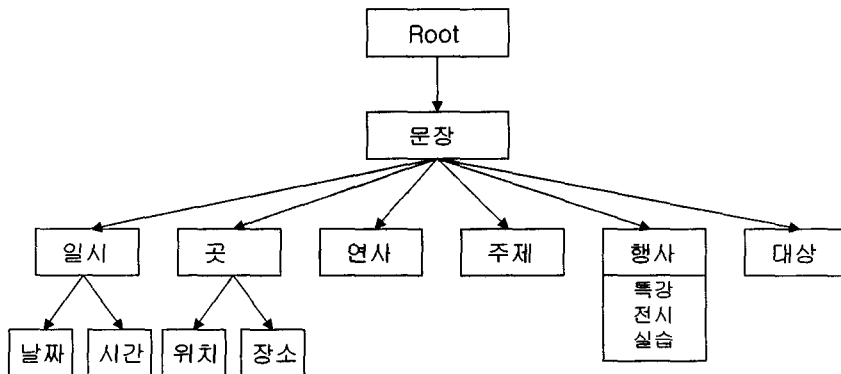 Root
문장
일시 곳 연사 주제 행사 대상
특강
전시
실습
날짜 시간 위치 장소